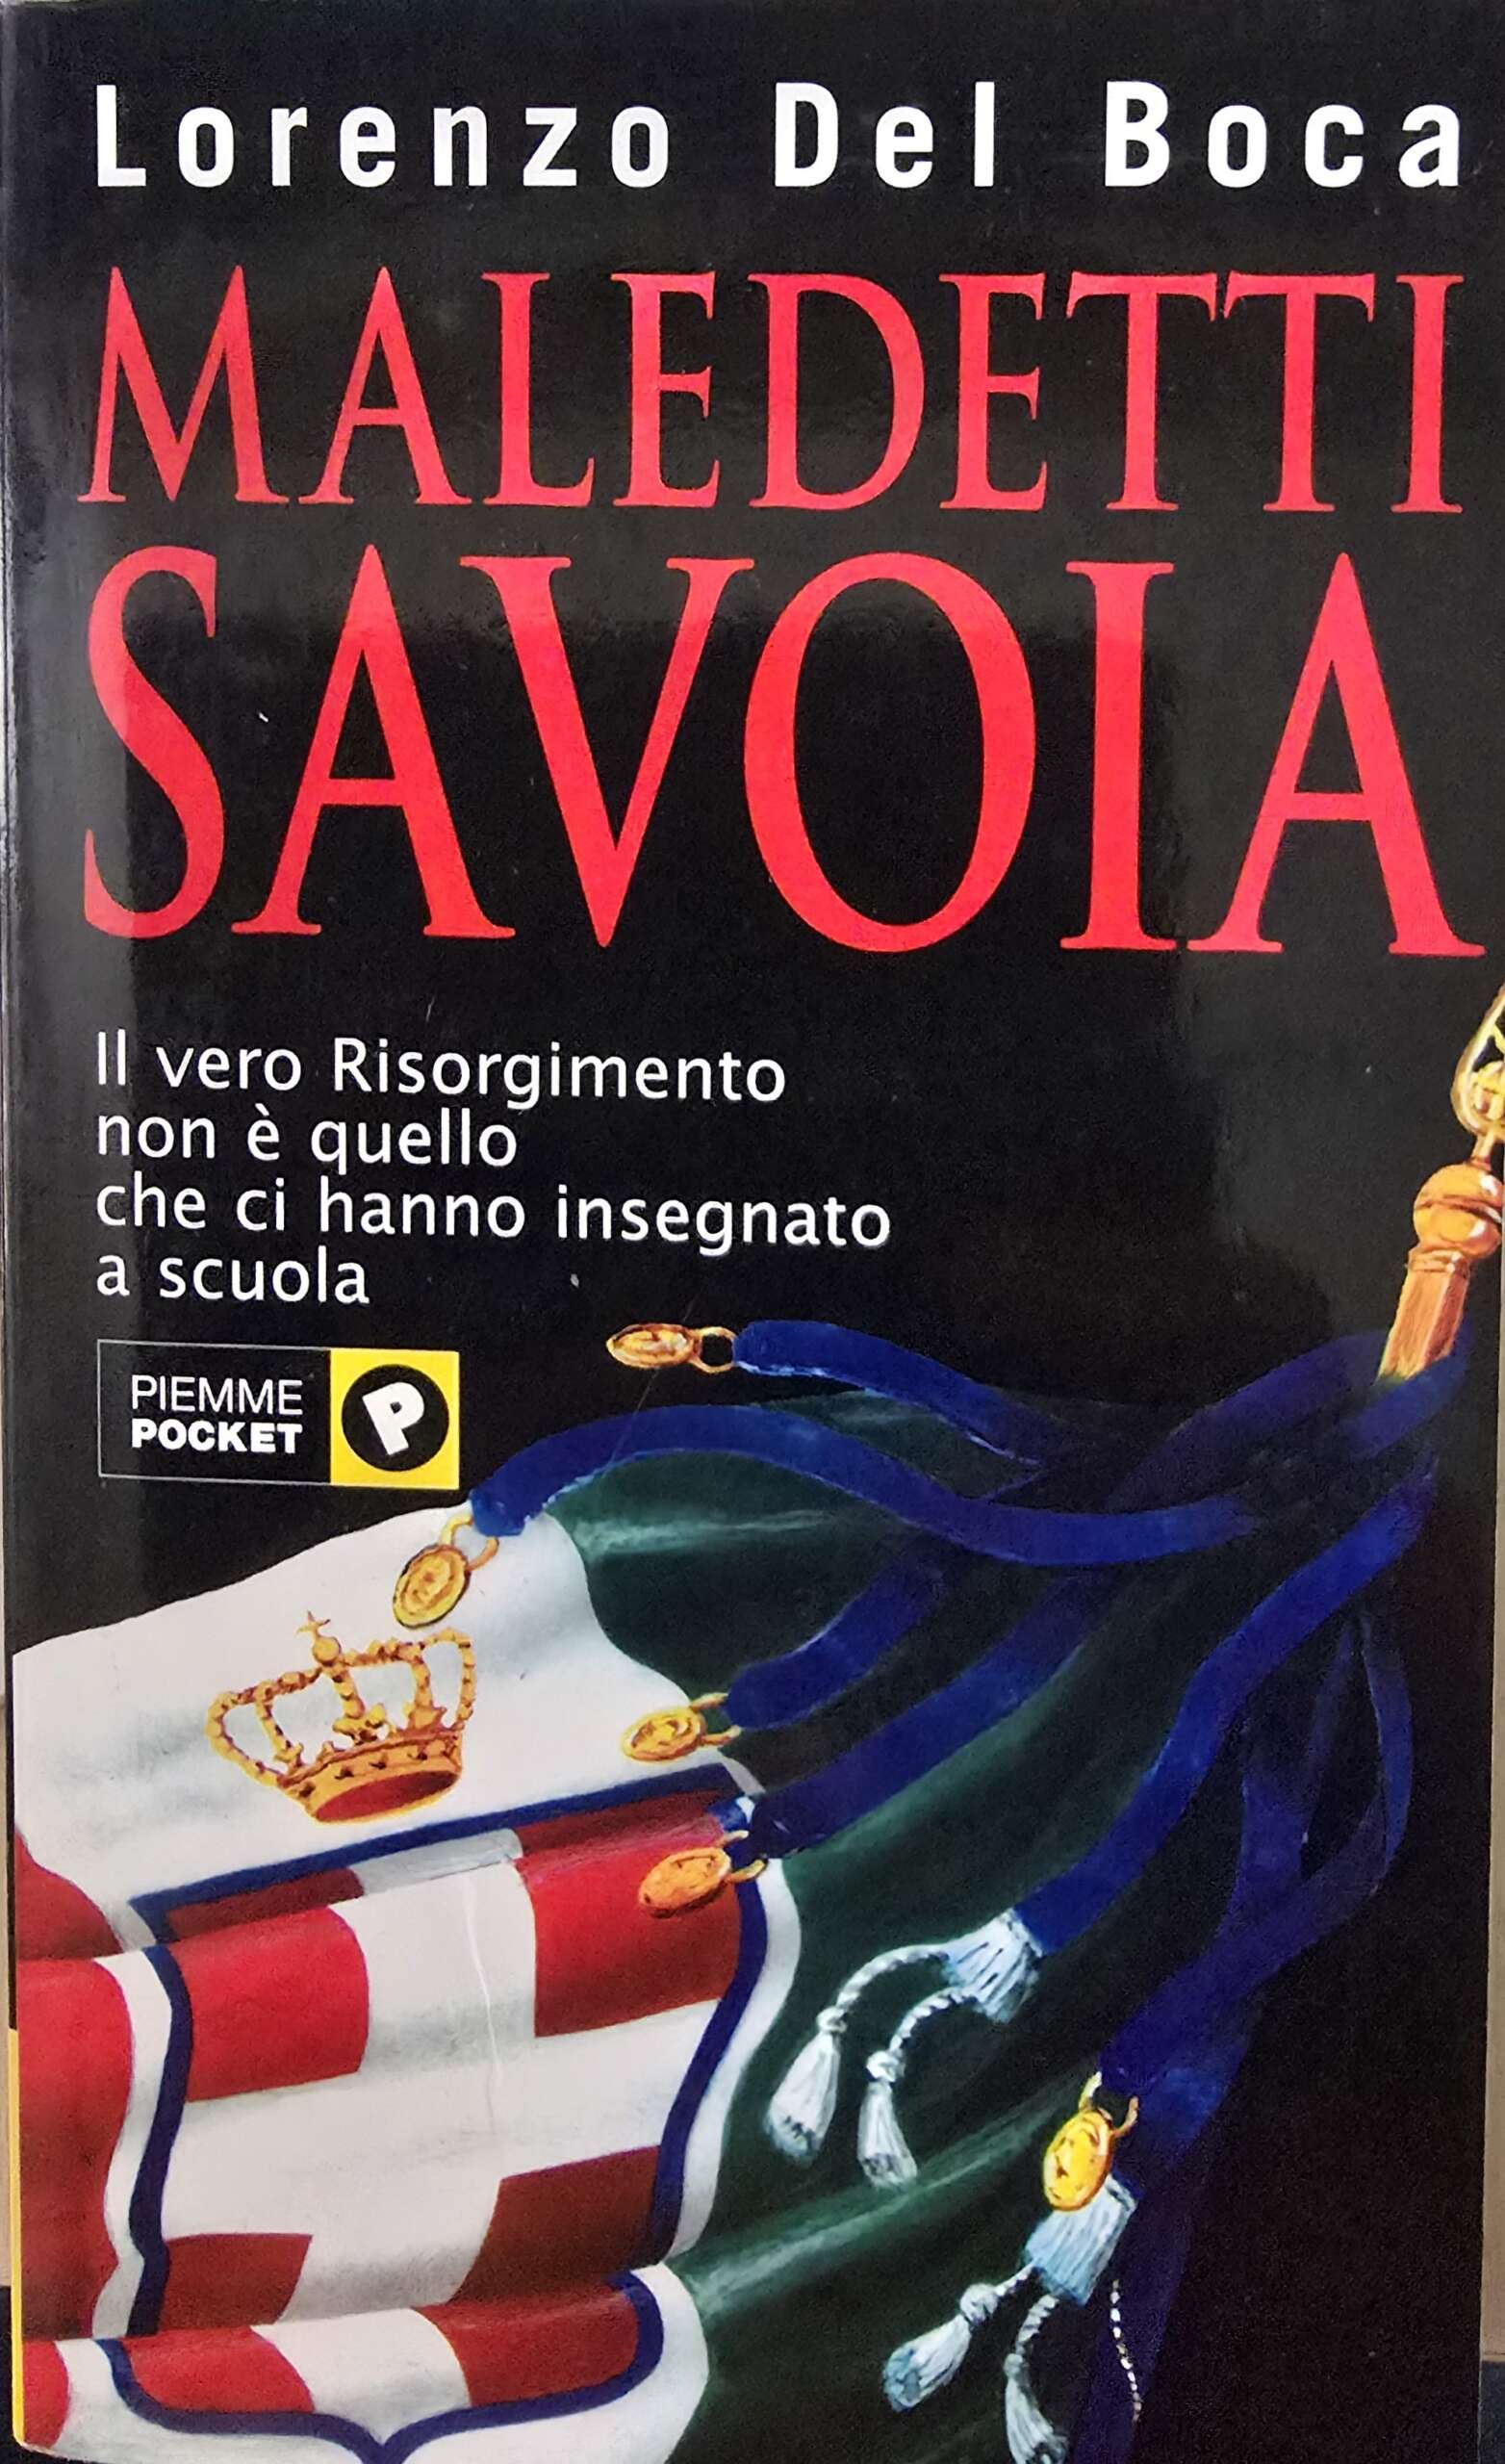 Lorenzo Del Boca
MALEDETTI
SAVOIA
Il vero Risorgimento
non è quello
che ci hanno insegnato
a scuola
PIEMME
POCKET
P